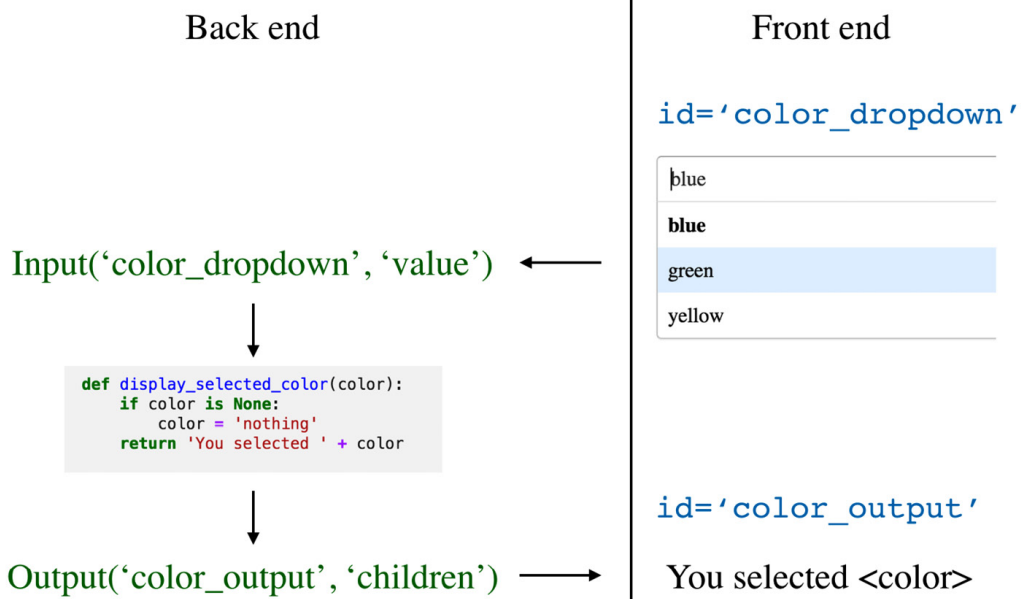 Back end
Front end
id=‘color_dropdown’
blue
blue
green
yellow
Input(‘color_dropdown’, ‘value’)
def display_selected_color(color):
    if color is None:
        color = 'nothing'
    return 'You selected ' + color
id=‘color_output’
Output(‘color_output’, ‘children’)
You selected <color>